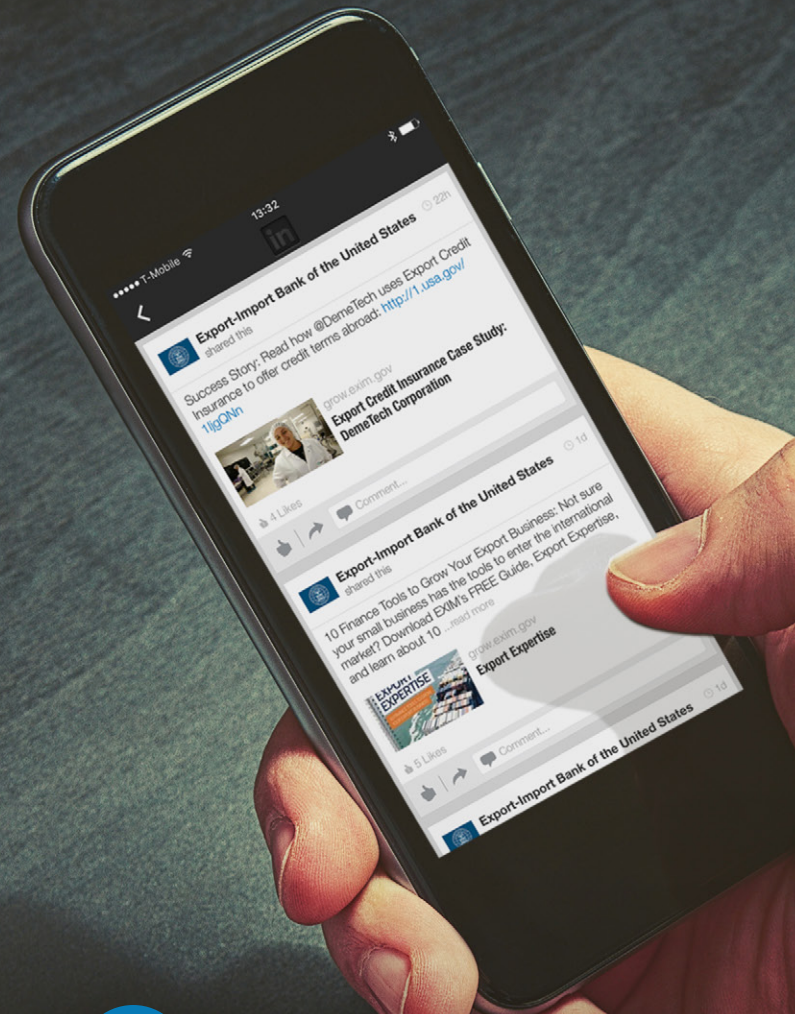 T-Mobile
13:32
in
Export-Import Bank of the United States
22h
shared this
Success Story: Read how @DemeTech uses Export Credit
Insurance to offer credit terms abroad: http://1.usa.gov/
1ljgQNn
grow.exim.gov
Export Credit Insurance Case Study:
DemeTech Corporation
4 Likes
Comment...
Export-Import Bank of the United States
1d
shared this
10 Finance Tools to Grow Your Export Business: Not sure
your small business has the tools to enter the international
market? Download EXIM's FREE Guide, Export Expertise,
and learn about 10 ...read more
grow.exim.gov
Export Expertise
EXPORT
EXPERTISE
5 Likes
Comment...
Export-Import Bank of the United States
1d